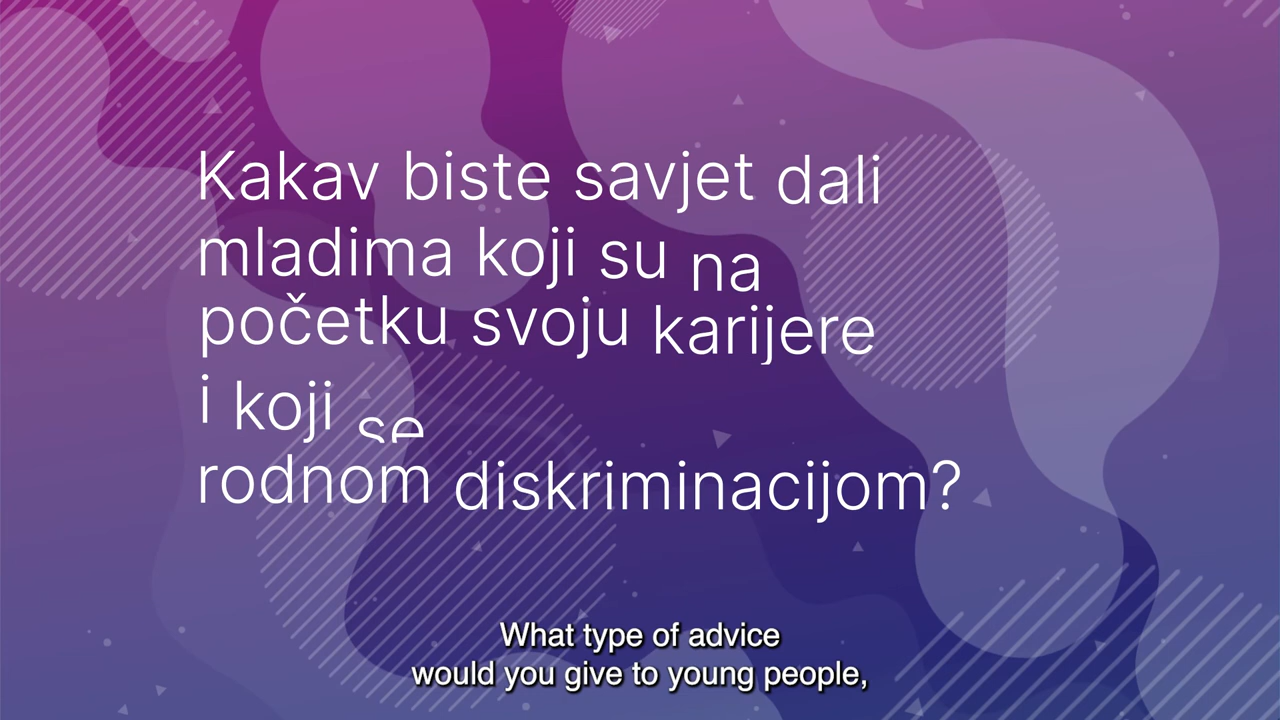 Kakav biste savjet dali
mladima koji su na
početku svoju karijere
i koji se
rodnom diskriminacijom?
What type of advice
would you give to young people,